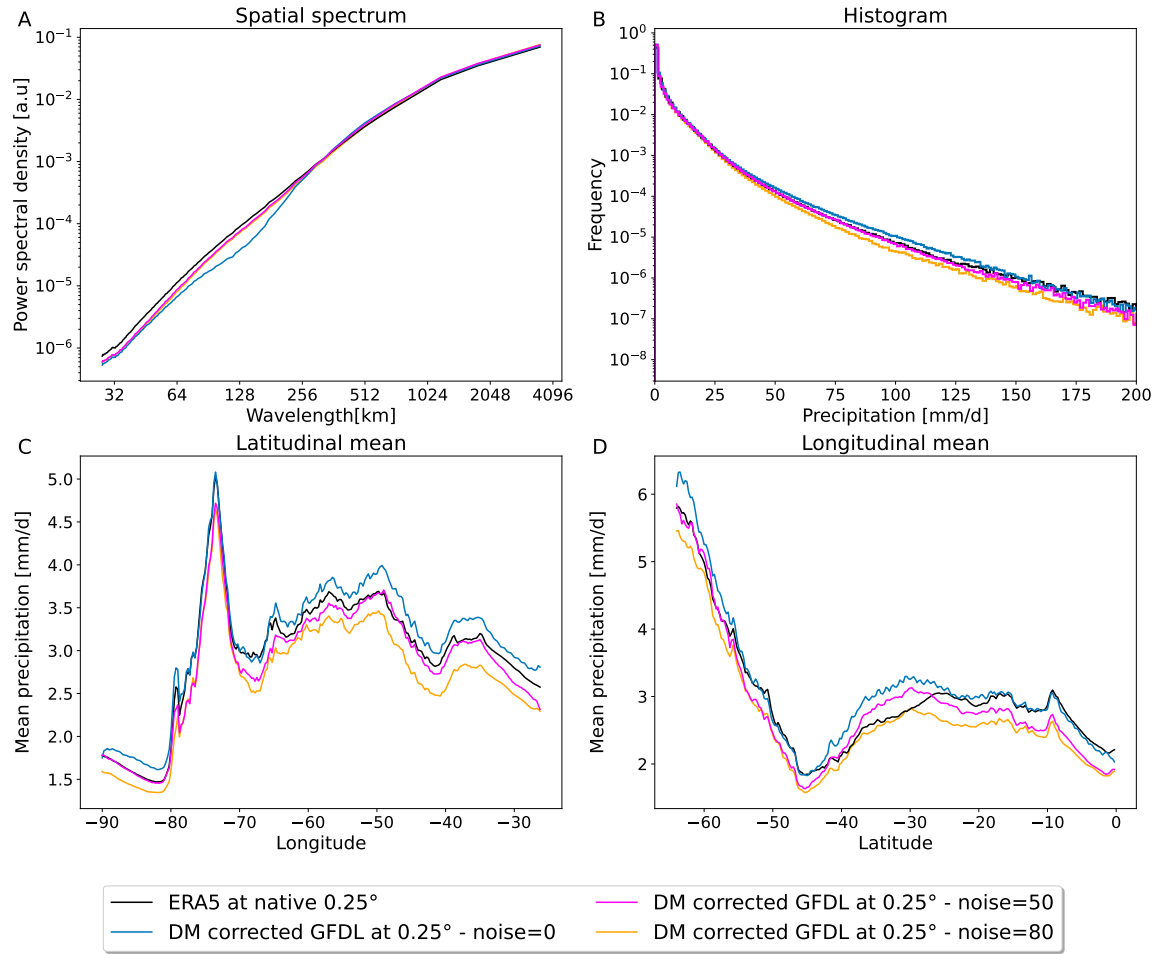 A Spatial spectrum
Power spectral density [a.u]
10⁻¹
10⁻²
10⁻³
10⁻⁴
10⁻⁵
10⁻⁶
32 64 128 256 512 1024 2048 4096
Wavelength[km]
B Histogram
Frequency
10⁰
10⁻¹
10⁻²
10⁻³
10⁻⁴
10⁻⁵
10⁻⁶
10⁻⁷
10⁻⁸
0 25 50 75 100 125 150 175 200
Precipitation [mm/d]
C Latitudinal mean
Mean precipitation [mm/d]
5.0
4.5
4.0
3.5
3.0
2.5
2.0
1.5
−90 −80 −70 −60 −50 −40 −30
Longitude
D Longitudinal mean
Mean precipitation [mm/d]
6
5
4
3
2
−60 −50 −40 −30 −20 −10 0
Latitude
ERA5 at native 0.25°
DM corrected GFDL at 0.25° - noise=0
DM corrected GFDL at 0.25° - noise=50
DM corrected GFDL at 0.25° - noise=80